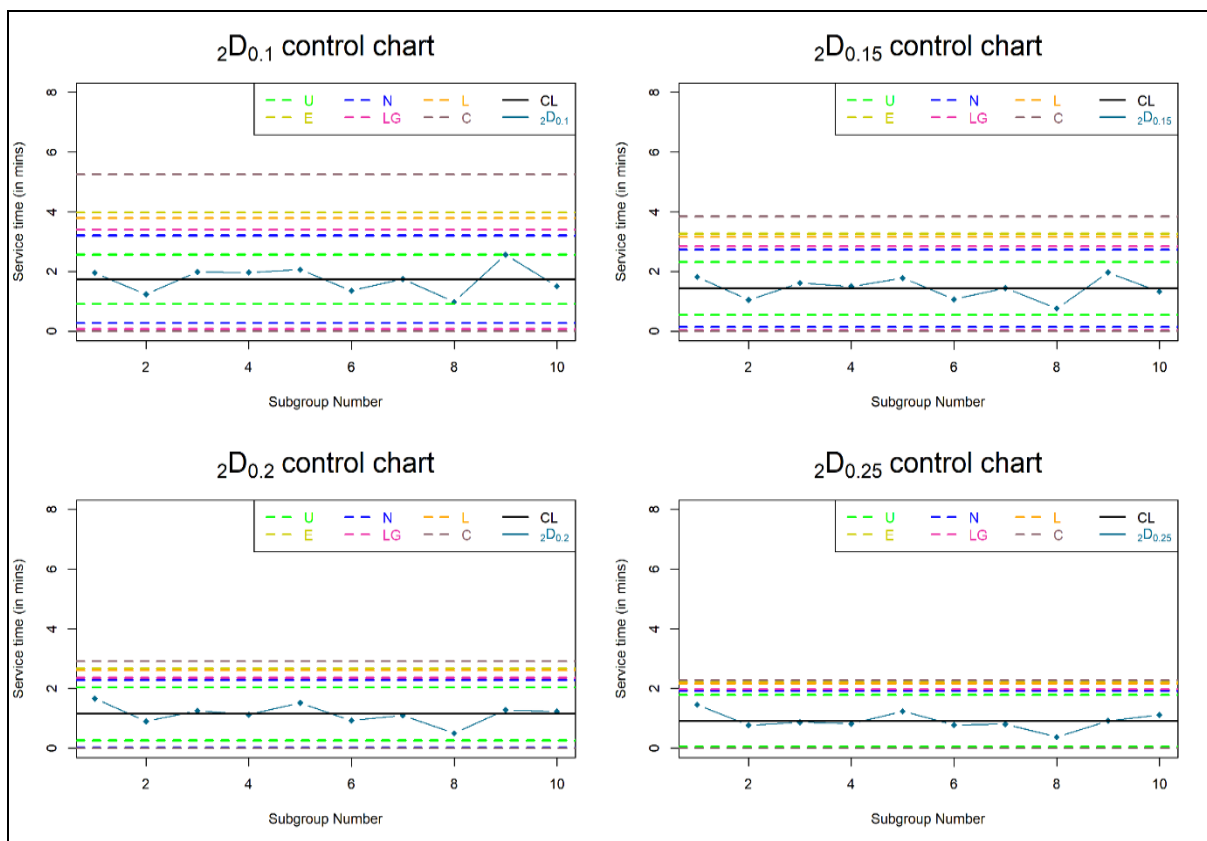 ₂D₀.₁ control chart
U N L CL
E LG C ₂D₀.₁
Service time (in mins)
8
6
4
2
0
2 4 6 8 10
Subgroup Number
₂D₀.₁₅ control chart
U N L CL
E LG C ₂D₀.₁₅
Service time (in mins)
8
6
4
2
0
2 4 6 8 10
Subgroup Number
₂D₀.₂ control chart
U N L CL
E LG C ₂D₀.₂
Service time (in mins)
8
6
4
2
0
2 4 6 8 10
Subgroup Number
₂D₀.₂₅ control chart
U N L CL
E LG C ₂D₀.₂₅
Service time (in mins)
8
6
4
2
0
2 4 6 8 10
Subgroup Number